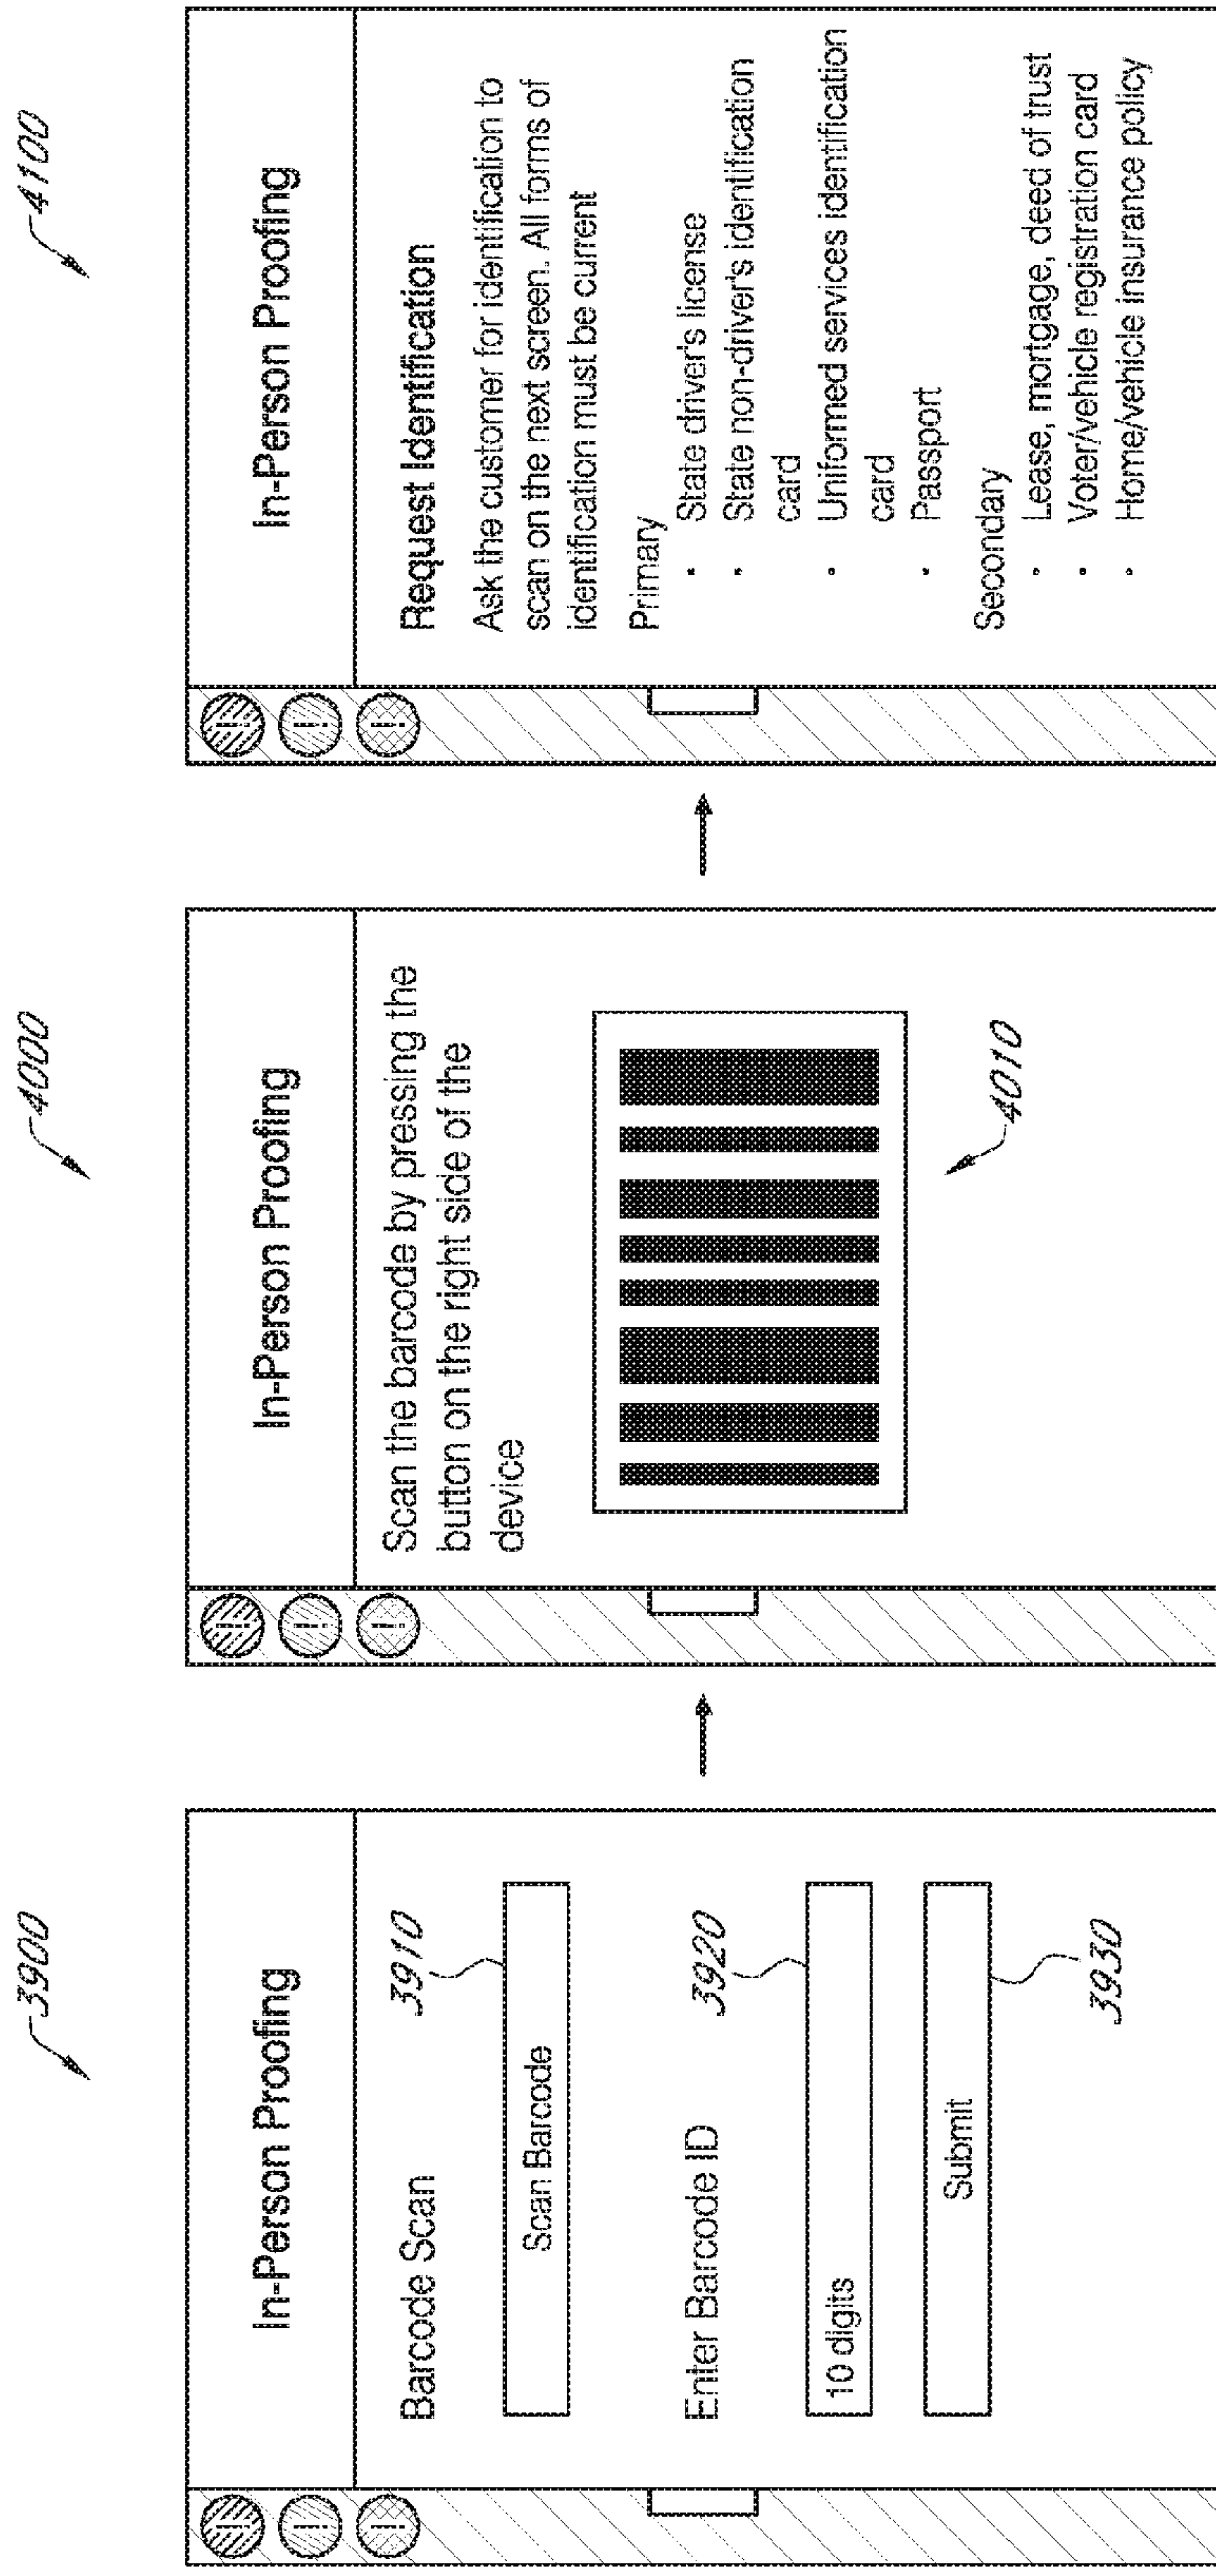 3900
In-Person Proofing
Barcode Scan
3910
Scan Barcode
Enter Barcode ID
3920
10 digits
Submit
3930
4000
In-Person Proofing
Scan the barcode by pressing the
button on the right side of the
device
4010
4100
In-Person Proofing
Request Identification
Ask the customer for identification to
scan on the next screen. All forms of
identification must be current
Primary
• State driver's license
• State non-driver's identification
card
• Uniformed services identification
card
• Passport
Secondary
• Lease, mortgage, deed of trust
• Voter/vehicle registration card
• Home/vehicle insurance policy